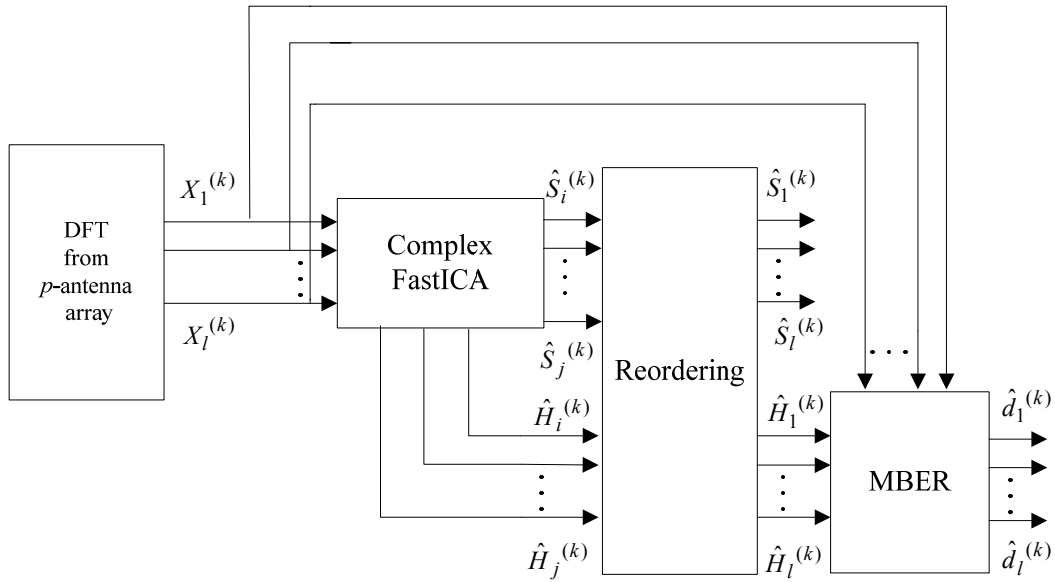 DFT
from
p-antenna
array
X₁⁽ᵏ⁾
Xₗ⁽ᵏ⁾
Complex
FastICA
Ŝᵢ⁽ᵏ⁾
Ŝⱼ⁽ᵏ⁾
Ĥᵢ⁽ᵏ⁾
Ĥⱼ⁽ᵏ⁾
Reordering
Ŝ₁⁽ᵏ⁾
Ŝₗ⁽ᵏ⁾
Ĥ₁⁽ᵏ⁾
Ĥₗ⁽ᵏ⁾
MBER
d̂₁⁽ᵏ⁾
d̂ₗ⁽ᵏ⁾